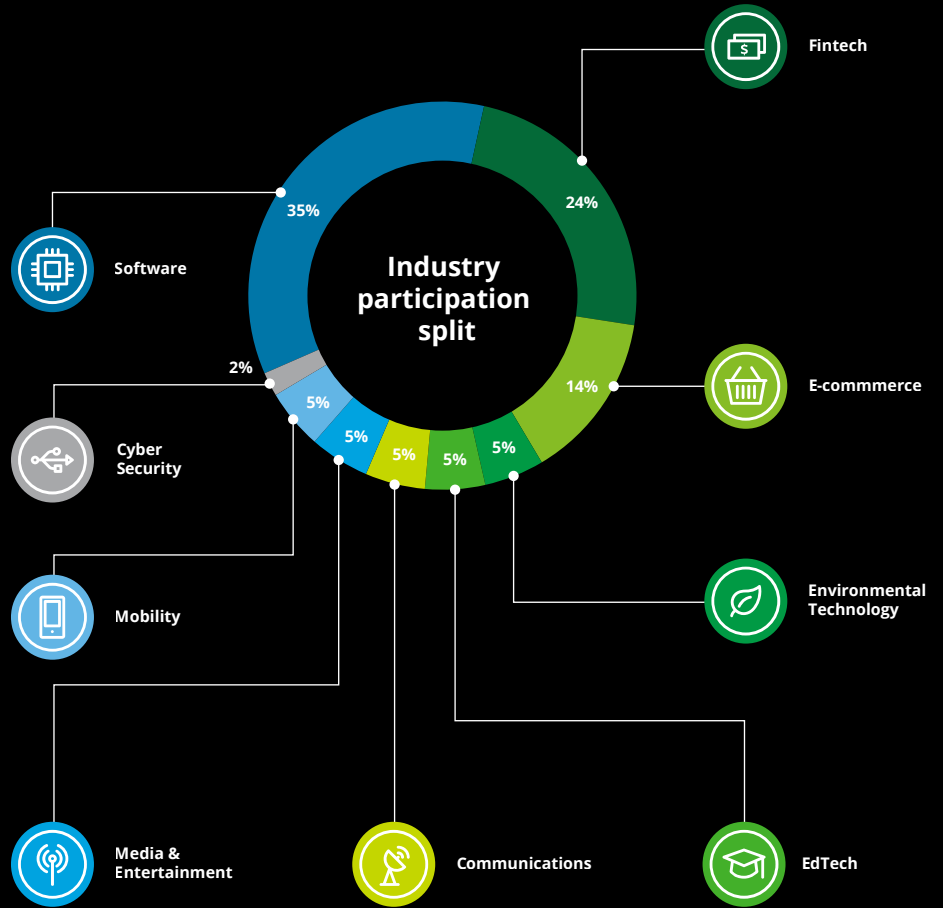 Fintech
$
24%
35%
Industry
participation
split
Software
2%
14%
E-commmerce
5%
5%
5%
5%
5%
Cyber
Security
Environmental
Technology
Mobility
Media &
Entertainment
Communications
EdTech